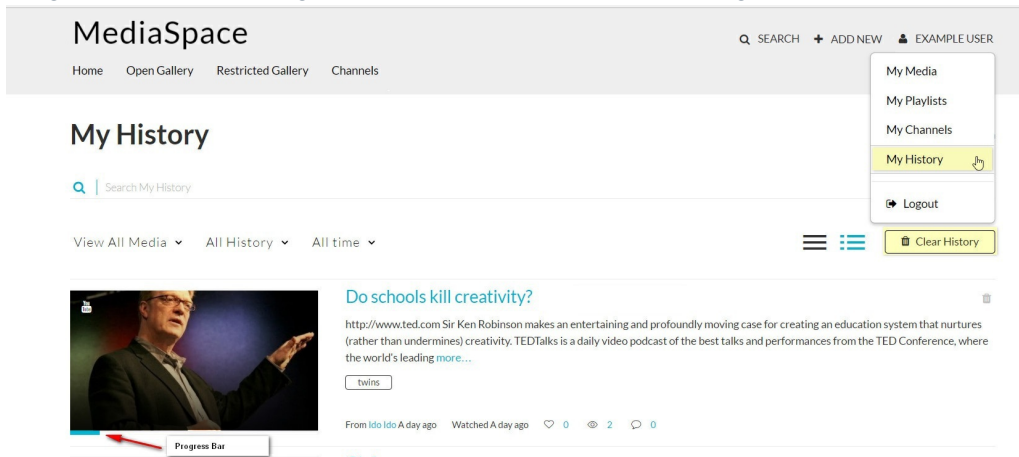 MediaSpace
SEARCH + ADD NEW EXAMPLE USER
Home Open Gallery Restricted Gallery Channels
My Media
My Playlists
My Channels
My History
Logout
My History
Search My History
View All Media All History All time
Clear History
Do schools kill creativity?
http://www.ted.com Sir Ken Robinson makes an entertaining and profoundly moving case for creating an education system that nurtures
(rather than undermines) creativity. TEDTalks is a daily video podcast of the best talks and performances from the TED Conference, where
the world's leading more...
twins
From Ido Ido A day ago Watched A day ago 0 2 0
Progress Bar